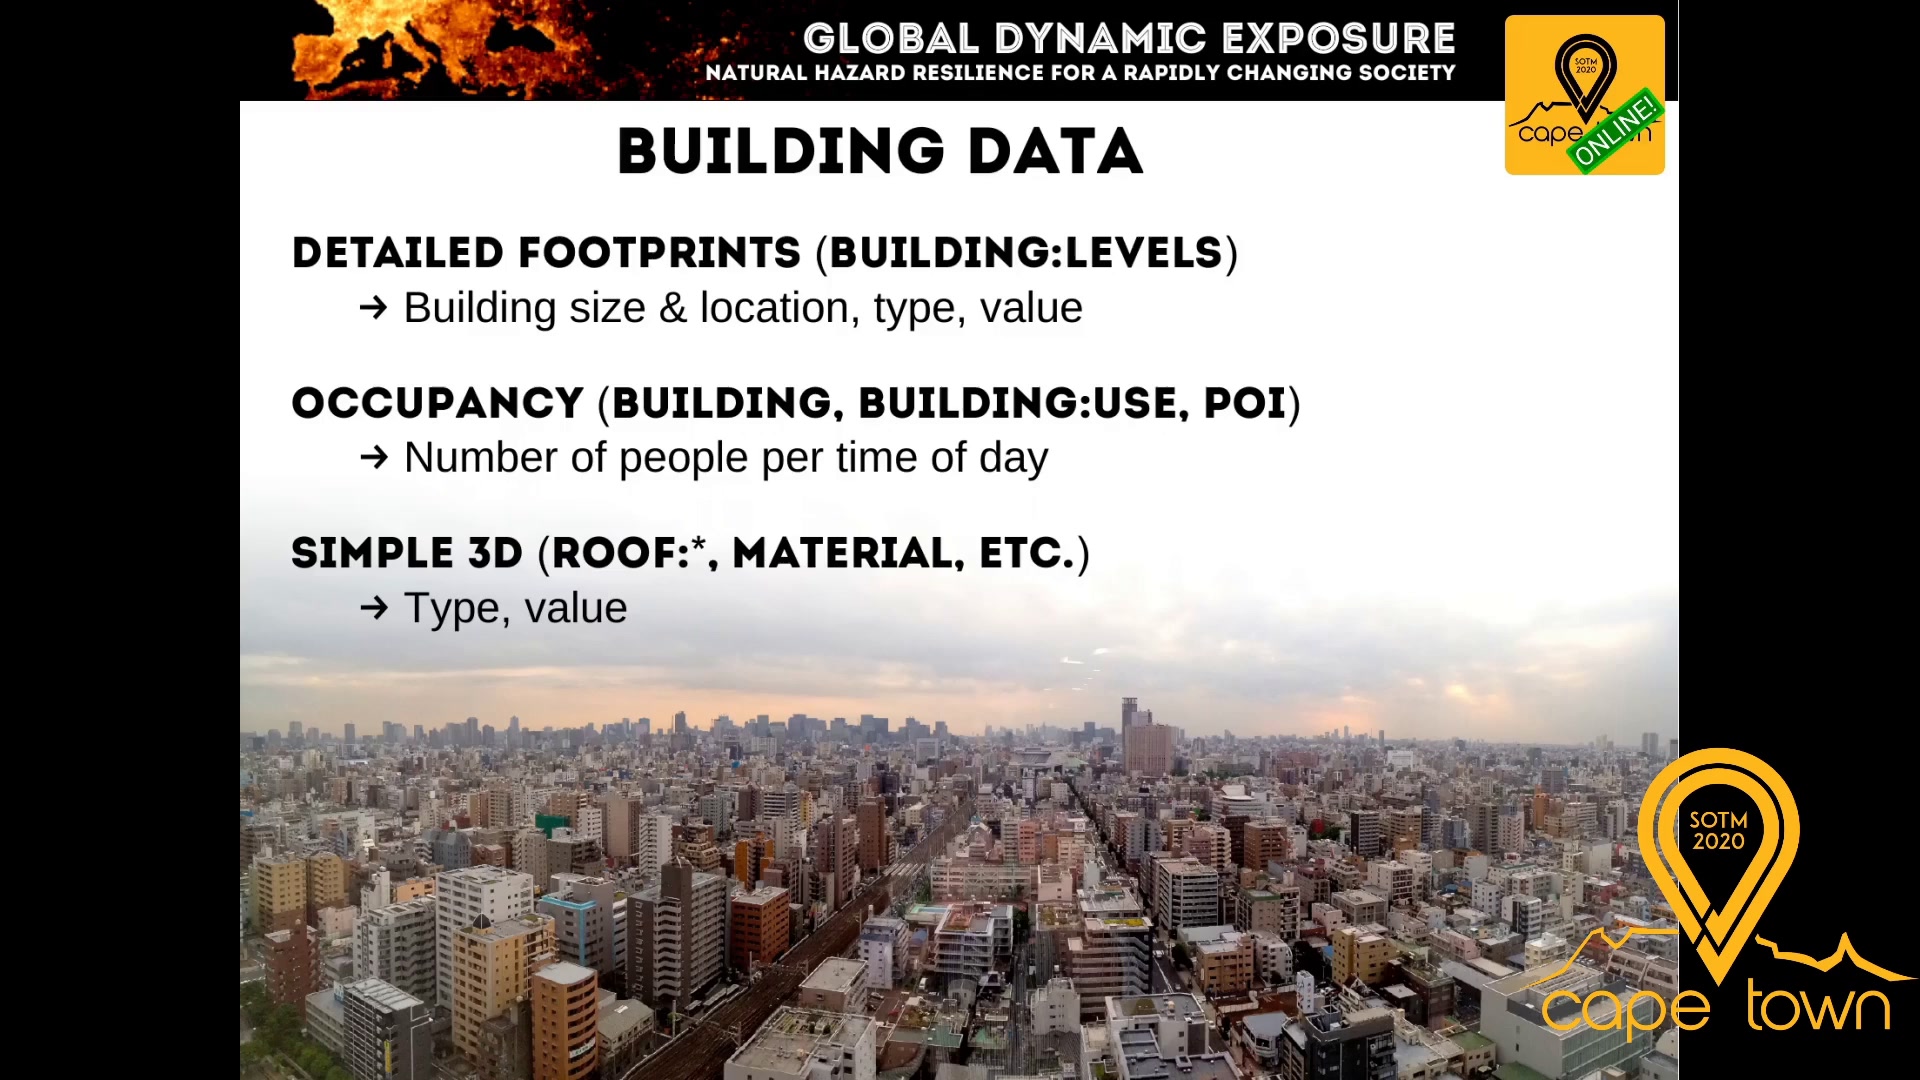 GLOBAL DYNAMIC EXPOSURE
NATURAL HAZARD RESILIENCE FOR A RAPIDLY CHANGING SOCIETY
SOTM
2020
cape
ONLINE!
BUILDING DATA
DETAILED FOOTPRINTS (BUILDING:LEVELS)
→ Building size & location, type, value
OCCUPANCY (BUILDING, BUILDING:USE, POI)
→ Number of people per time of day
SIMPLE 3D (ROOF:*, MATERIAL, ETC.)
→ Type, value
SOTM
2020
cape town